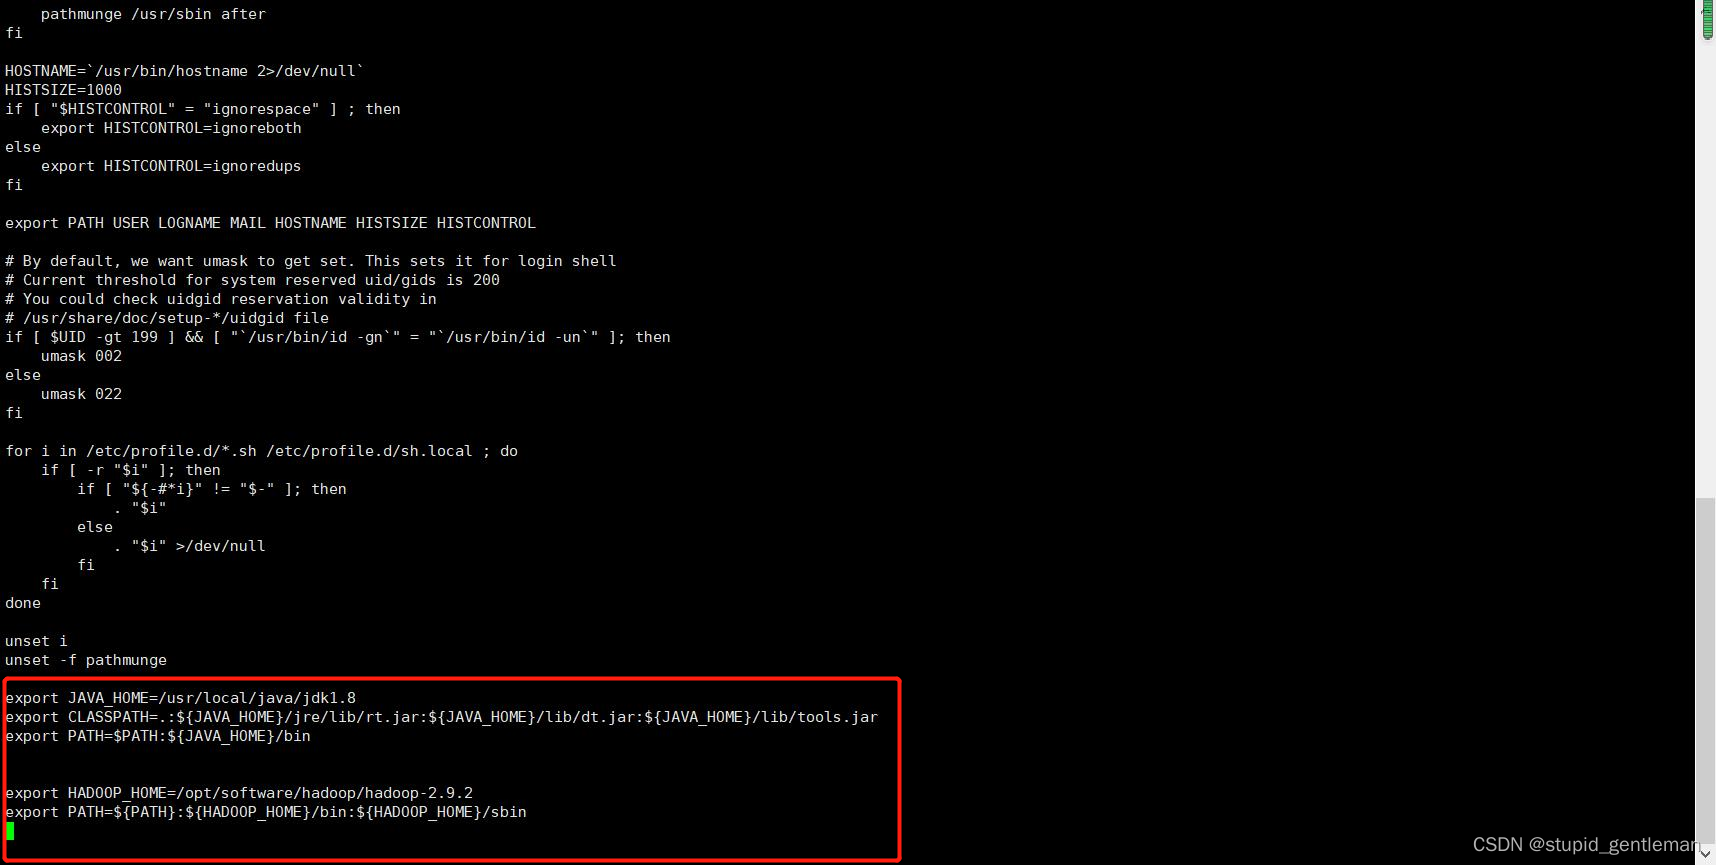 pathmunge /usr/sbin after
fi

HOSTNAME=`/usr/bin/hostname 2>/dev/null`
HISTSIZE=1000
if [ "$HISTCONTROL" = "ignorespace" ] ; then
    export HISTCONTROL=ignoreboth
else
    export HISTCONTROL=ignoredups
fi

export PATH USER LOGNAME MAIL HOSTNAME HISTSIZE HISTCONTROL

# By default, we want umask to get set. This sets it for login shell
# Current threshold for system reserved uid/gids is 200
# You could check uidgid reservation validity in
# /usr/share/doc/setup-*/uidgid file
if [ $UID -gt 199 ] && [ "`/usr/bin/id -gn`" = "`/usr/bin/id -un`" ]; then
    umask 002
else
    umask 022
fi

for i in /etc/profile.d/*.sh /etc/profile.d/sh.local ; do
    if [ -r "$i" ]; then
        if [ "${-#*i}" != "$-" ]; then
            . "$i"
        else
            . "$i" >/dev/null
        fi
    fi
done

unset i
unset -f pathmunge

export JAVA_HOME=/usr/local/java/jdk1.8
export CLASSPATH=.:${JAVA_HOME}/jre/lib/rt.jar:${JAVA_HOME}/lib/dt.jar:${JAVA_HOME}/lib/tools.jar
export PATH=$PATH:${JAVA_HOME}/bin


export HADOOP_HOME=/opt/software/hadoop/hadoop-2.9.2
export PATH=${PATH}:${HADOOP_HOME}/bin:${HADOOP_HOME}/sbin
CSDN @stupid_gentleman